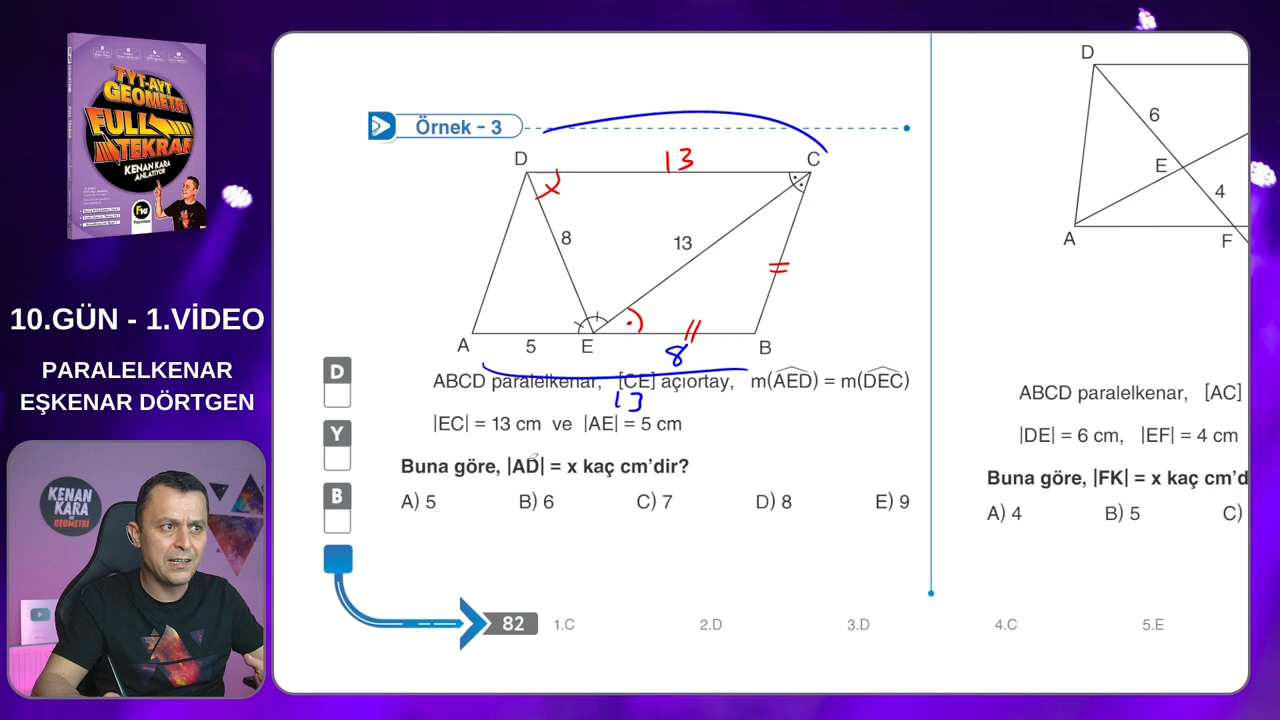 TYT-AYT
GEOMETRİ
FULL
TEKRAR
KENAN KARA
ANLATIYOR
10.GÜN - 1.VİDEO
PARALELKENAR
EŞKENAR DÖRTGEN
KENAN
KARA
GEOMETRİ
Örnek - 3
D
13
C
8
13
A
5
E
8
B
13
ABCD paralelkenar, [CE] açıortay, m(AED) = m(DEC)
|EC| = 13 cm ve |AE| = 5 cm
Buna göre, |AD| = x kaç cm'dir?
A) 5 B) 6 C) 7 D) 8 E) 9
D
Y
B
82
1.C 2.D 3.D 4.C 5.E
D
6
E
4
A
F
ABCD paralelkenar, [AC]
|DE| = 6 cm, |EF| = 4 cm
Buna göre, |FK| = x kaç cm'd
A) 4 B) 5 C)